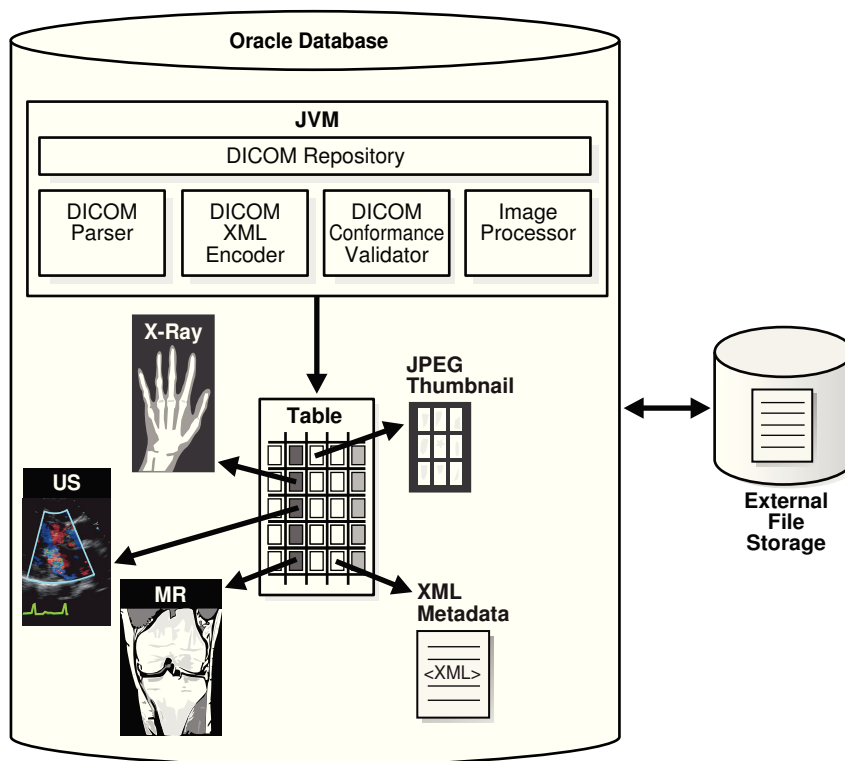 Oracle Database
JVM
DICOM Repository
DICOM
Parser
DICOM
XML
Encoder
DICOM
Conformance
Validator
Image
Processor
X-Ray
JPEG
Thumbnail
Table
US
MR
XML
Metadata
<XML>
External
File
Storage